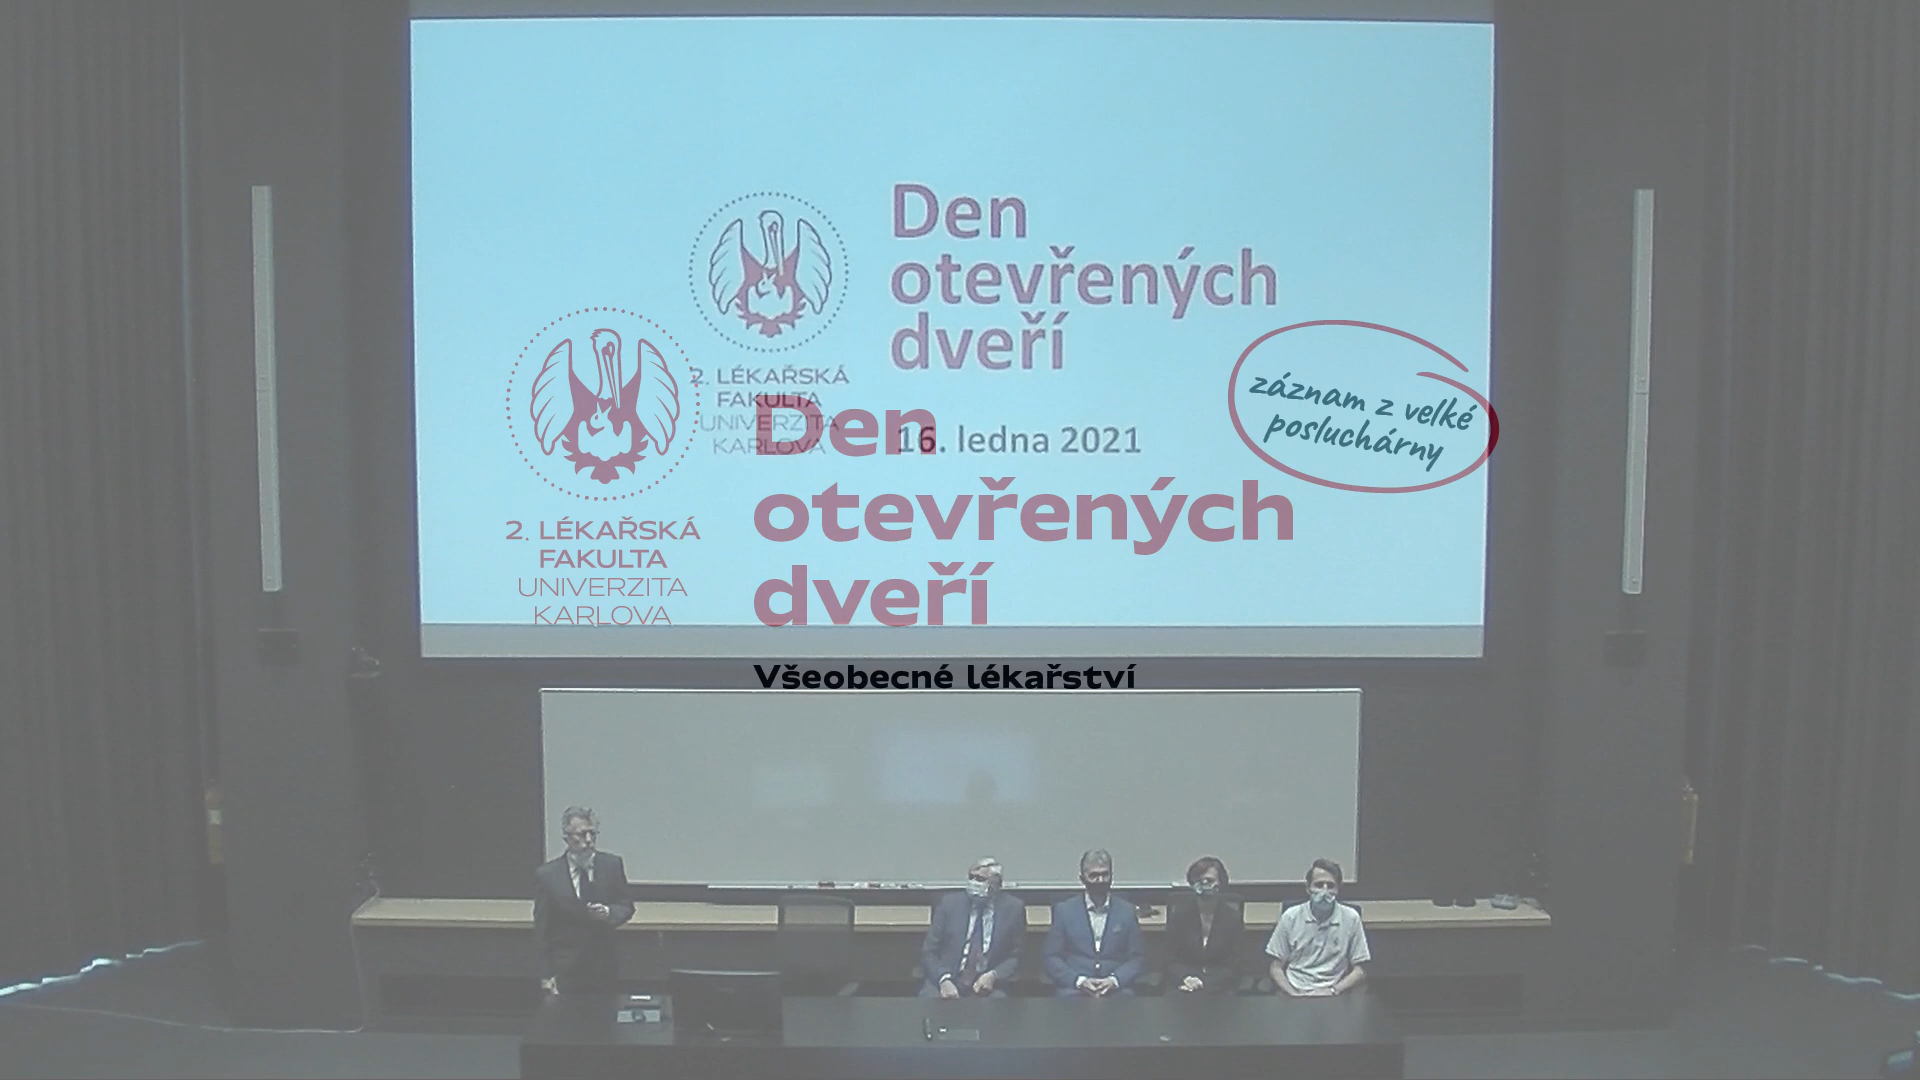 Den
otevřených
dveří
16. ledna 2021
2. LÉKAŘSKÁ
FAKULTA
UNIVERZITA
KARLOVA
2. LÉKAŘSKÁ
FAKULTA
UNIVERZITA
KARLOVA
Den
otevřených
dveří
Všeobecné lékařství
záznam z velké
posluchárny